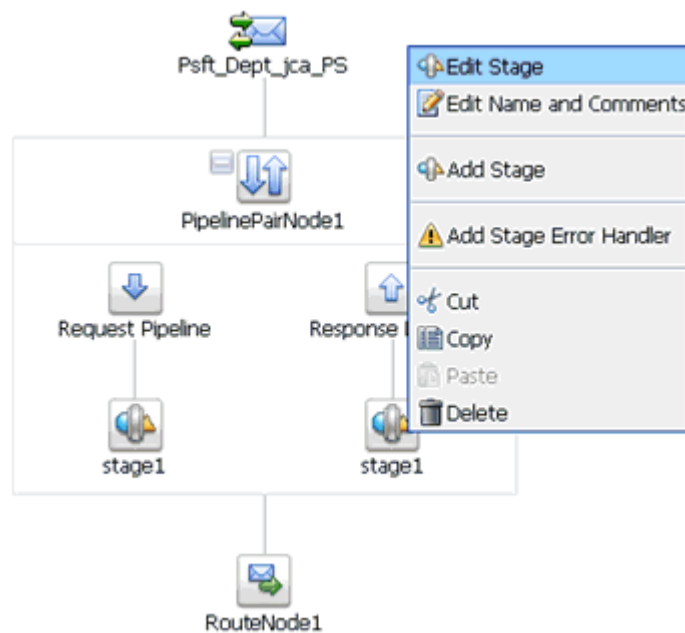 Psft_Dept_jca_PS
Edit Stage
Edit Name and Comments
Add Stage
PipelinePairNode1
Add Stage Error Handler
Request Pipeline
Response
Cut
Copy
Paste
Delete
stage1
stage1
RouteNode1